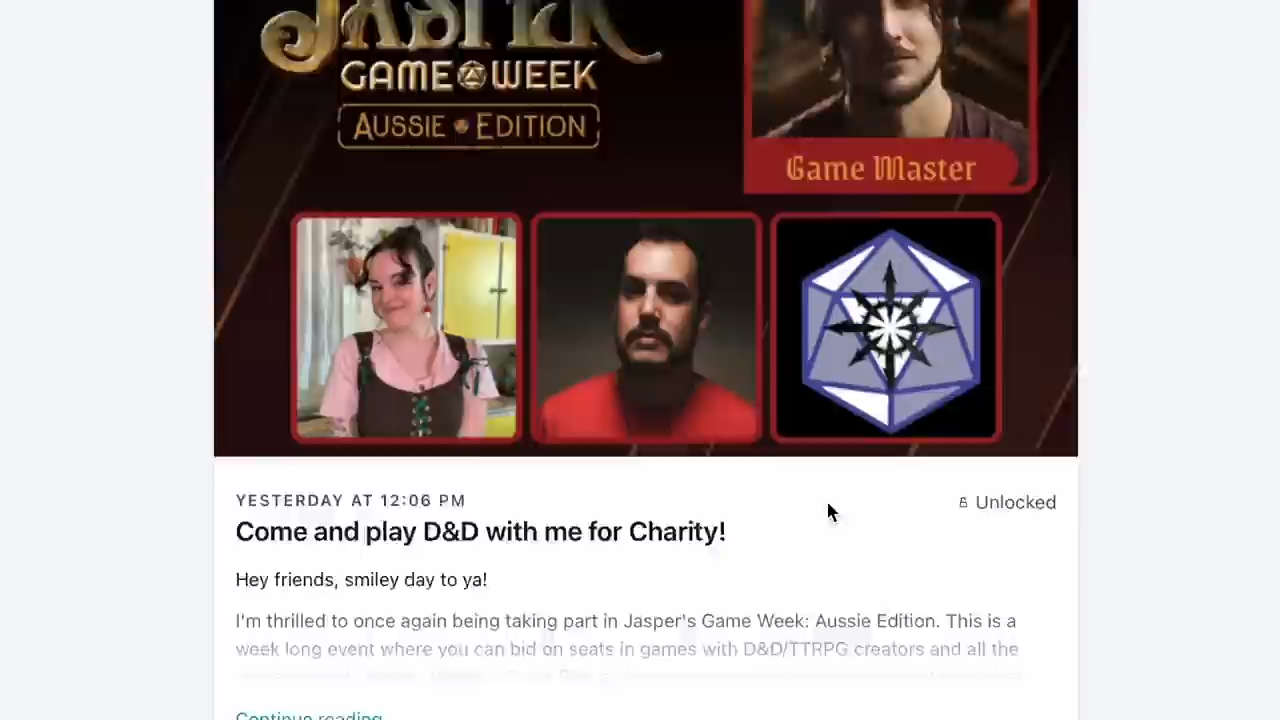 JASPER
GAME WEEK
AUSSIE EDITION
Game Master
YESTERDAY AT 12:06 PM
Unlocked
Come and play D&D with me for Charity!
Hey friends, smiley day to ya!
I'm thrilled to once again being taking part in Jasper's Game Week: Aussie Edition. This is a
week long event where you can bid on seats in games with D&D/TTRPG creators and all the
Continue reading